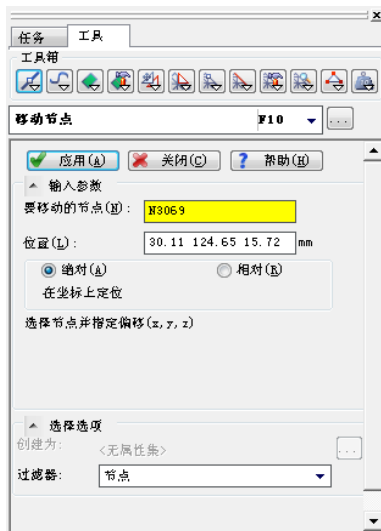 任务 工具
工具箱
移动节点 F10 ...
应用(A) 关闭(C) ? 帮助(H)
输入参数
要移动的节点(N): N3069
位置(L): 30.11 124.65 15.72 mm
绝对(A) 相对(R)
在坐标上定位
选择节点并指定偏移(x, y, z)
选择选项
创建为: <无属性集> ...
过滤器: 节点